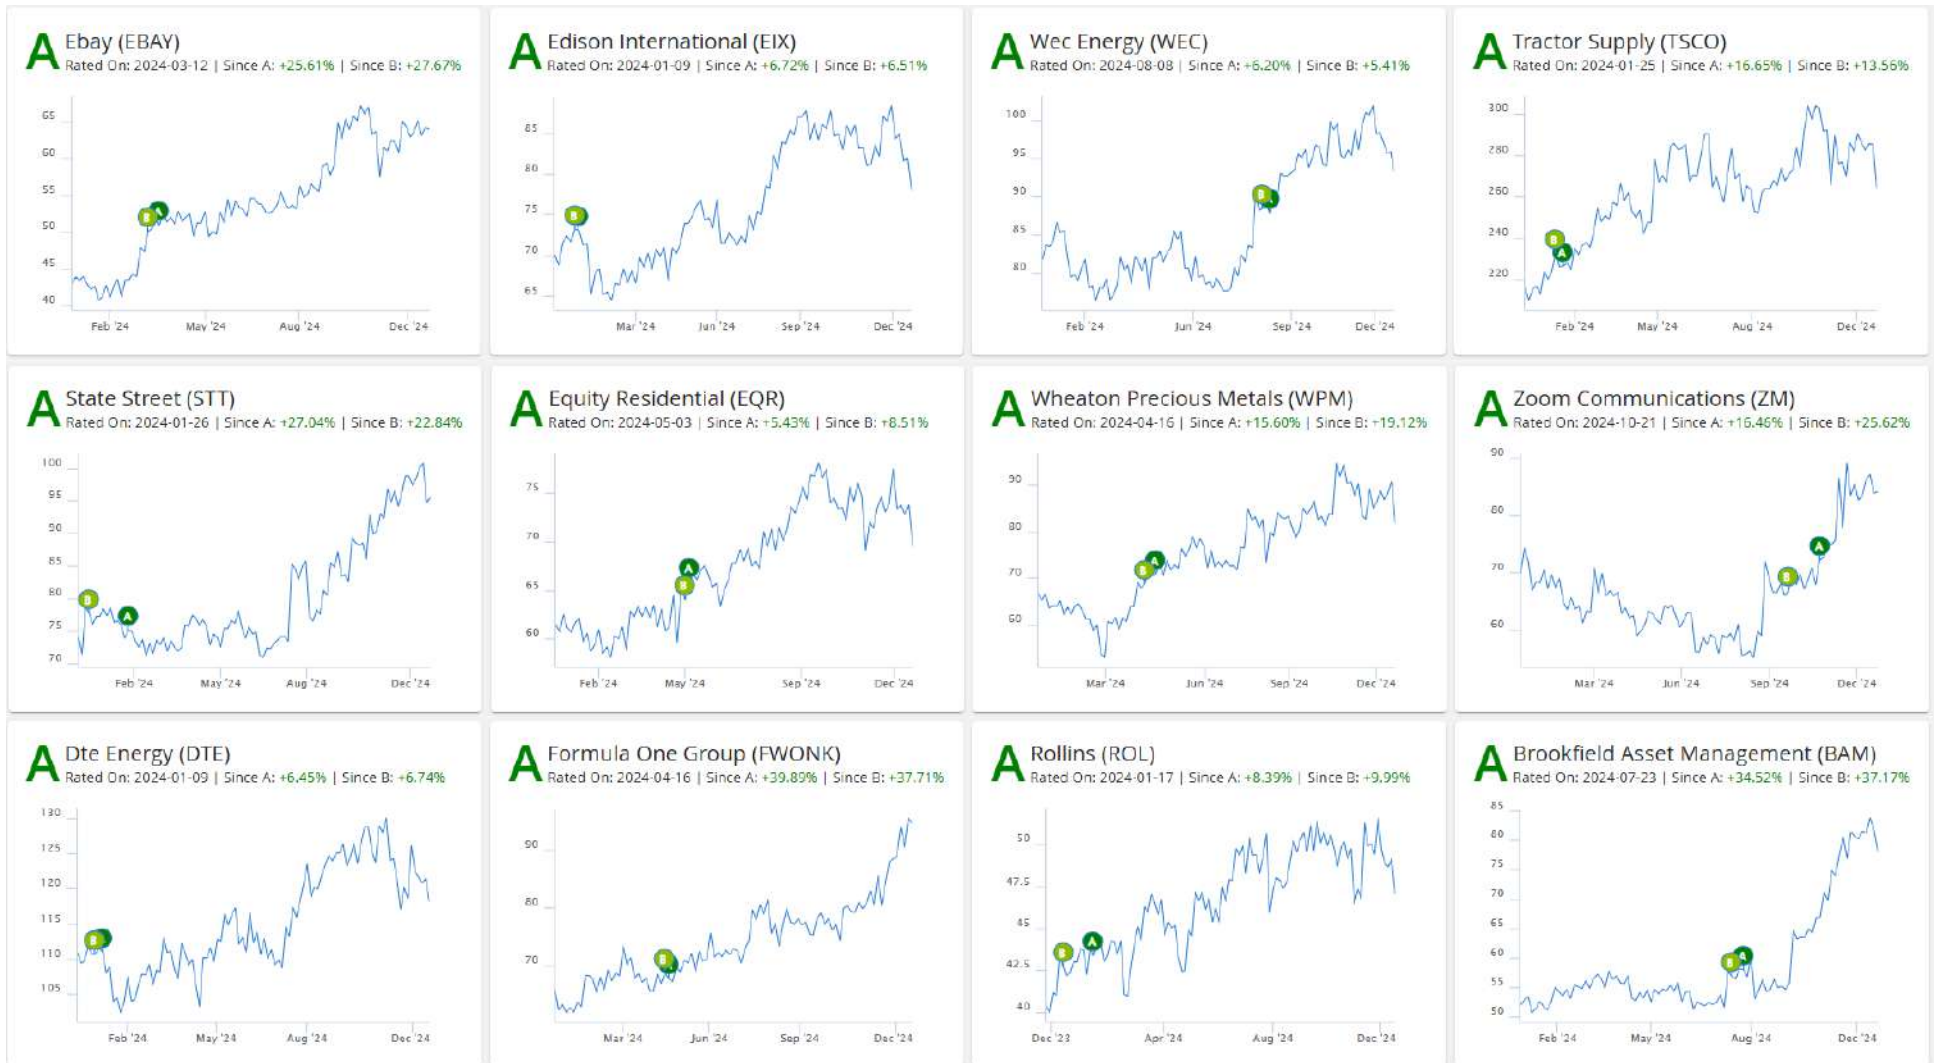 A Ebay (EBAY)
Rated On: 2024-03-12 | Since A: +25.61% | Since B: +27.67%
65
60
55
50
45
40
B A
Feb '24 May '24 Aug '24 Dec '24
A Edison International (EIX)
Rated On: 2024-01-09 | Since A: +6.72% | Since B: +6.51%
85
80
75
70
65
B
Mar '24 Jun '24 Sep '24 Dec '24
A Wec Energy (WEC)
Rated On: 2024-08-08 | Since A: +6.20% | Since B: +5.41%
100
95
90
85
80
B A
Feb '24 Jun '24 Sep '24 Dec '24
A Tractor Supply (TSCO)
Rated On: 2024-01-25 | Since A: +16.65% | Since B: +13.56%
300
280
260
240
220
B
A
Feb '24 May '24 Aug '24 Dec '24
A State Street (STT)
Rated On: 2024-01-26 | Since A: +27.04% | Since B: +22.84%
100
95
90
85
80
75
70
B
A
Feb '24 May '24 Aug '24 Dec '24
A Equity Residential (EQR)
Rated On: 2024-05-03 | Since A: +5.43% | Since B: +8.51%
75
70
65
60
A
B
Feb '24 May '24 Sep '24 Dec '24
A Wheaton Precious Metals (WPM)
Rated On: 2024-04-16 | Since A: +15.60% | Since B: +19.12%
90
80
70
60
B A
Mar '24 Jun '24 Sep '24 Dec '24
A Zoom Communications (ZM)
Rated On: 2024-10-21 | Since A: +16.46% | Since B: +25.62%
90
80
70
60
A
B
Mar '24 Jun '24 Sep '24 Dec '24
A Dte Energy (DTE)
Rated On: 2024-01-09 | Since A: +6.45% | Since B: +6.74%
130
125
120
115
110
105
B
Feb '24 May '24 Aug '24 Dec '24
A Formula One Group (FWONK)
Rated On: 2024-04-16 | Since A: +39.89% | Since B: +37.71%
90
80
70
B
Mar '24 Jun '24 Sep '24 Dec '24
A Rollins (ROL)
Rated On: 2024-01-17 | Since A: +8.39% | Since B: +9.99%
50
47.5
45
42.5
40
B A
Dec '23 Apr '24 Aug '24 Dec '24
A Brookfield Asset Management (BAM)
Rated On: 2024-07-23 | Since A: +34.52% | Since B: +37.17%
85
80
75
70
65
60
55
50
B A
Feb '24 May '24 Aug '24 Dec '24